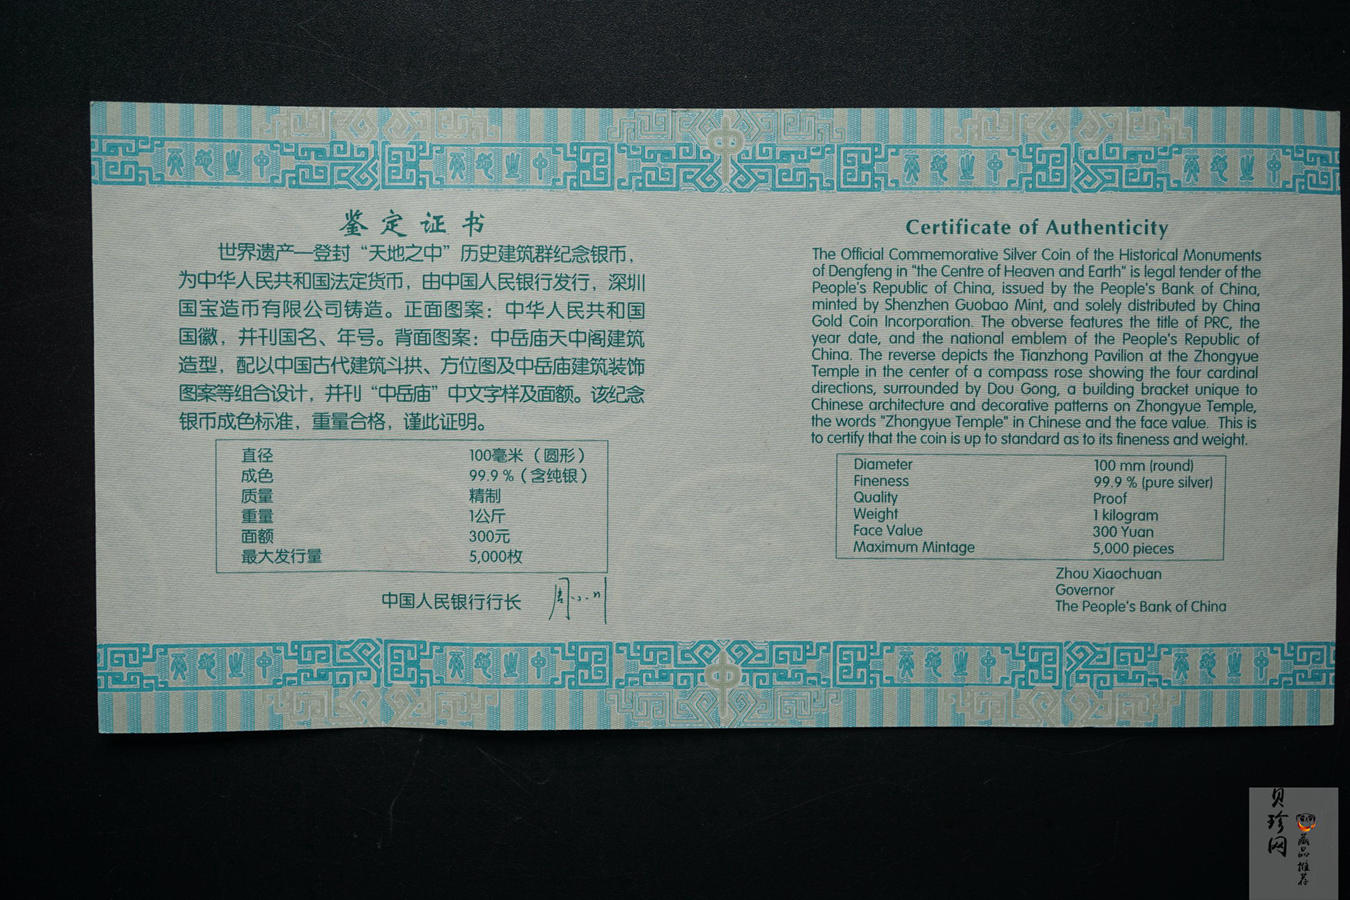 鉴定证书
世界遗产—登封“天地之中”历史建筑群纪念银币，
为中华人民共和国法定货币，由中国人民银行发行，深圳
国宝造币有限公司铸造。正面图案：中华人民共和国
国徽，并刊国名、年号。背面图案：中岳庙天中阁建筑
造型，配以中国古代建筑斗拱、方位图及中岳庙建筑装饰
图案等组合设计，并刊“中岳庙”中文字样及面额。该纪念
银币成色标准，重量合格，谨此证明。
直径 100毫米（圆形）
成色 99.9％（含纯银）
质量 精制
重量 1公斤
面额 300元
最大发行量 5,000枚
中国人民银行行长
Certificate of Authenticity
The Official Commemorative Silver Coin of the Historical Monuments
of Dengfeng in "the Centre of Heaven and Earth" is legal tender of the
People's Republic of China, issued by the People's Bank of China,
minted by Shenzhen Guobao Mint, and solely distributed by China
Gold Coin Incorporation. The obverse features the title of PRC, the
year date, and the national emblem of the People's Republic of
China. The reverse depicts the Tianzhong Pavilion at the Zhongyue
Temple in the center of a compass rose showing the four cardinal
directions, surrounded by Dou Gong, a building bracket unique to
Chinese architecture and decorative patterns on Zhongyue Temple,
the words "Zhongyue Temple" in Chinese and the face value. This is
to certify that the coin is up to standard as to its fineness and weight.
Diameter 100 mm (round)
Fineness 99.9 % (pure silver)
Quality Proof
Weight 1 kilogram
Face Value 300 Yuan
Maximum Mintage 5,000 pieces
Zhou Xiaochuan
Governor
The People's Bank of China
贝珍网
藏品推荐